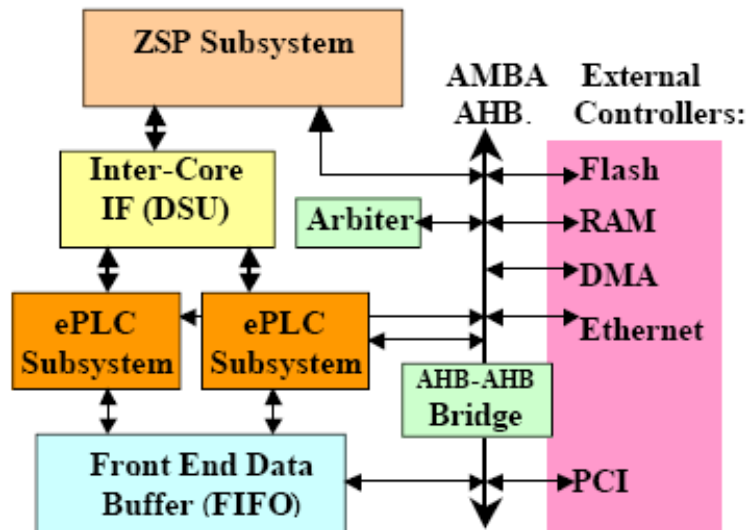 ZSP Subsystem
AMBA
AHB.
External
Controllers:
Inter-Core
IF (DSU)
Arbiter
Flash
RAM
DMA
Ethernet
ePLC
Subsystem
ePLC
Subsystem
AHB-AHB
Bridge
Front End Data
Buffer (FIFO)
PCI